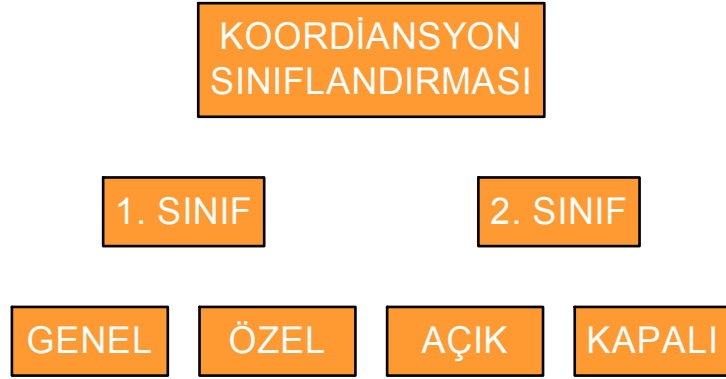 KOORDİANSYON
SINIFLANDIRMASI
1. SINIF
2. SINIF
GENEL
ÖZEL
AÇIK
KAPALI